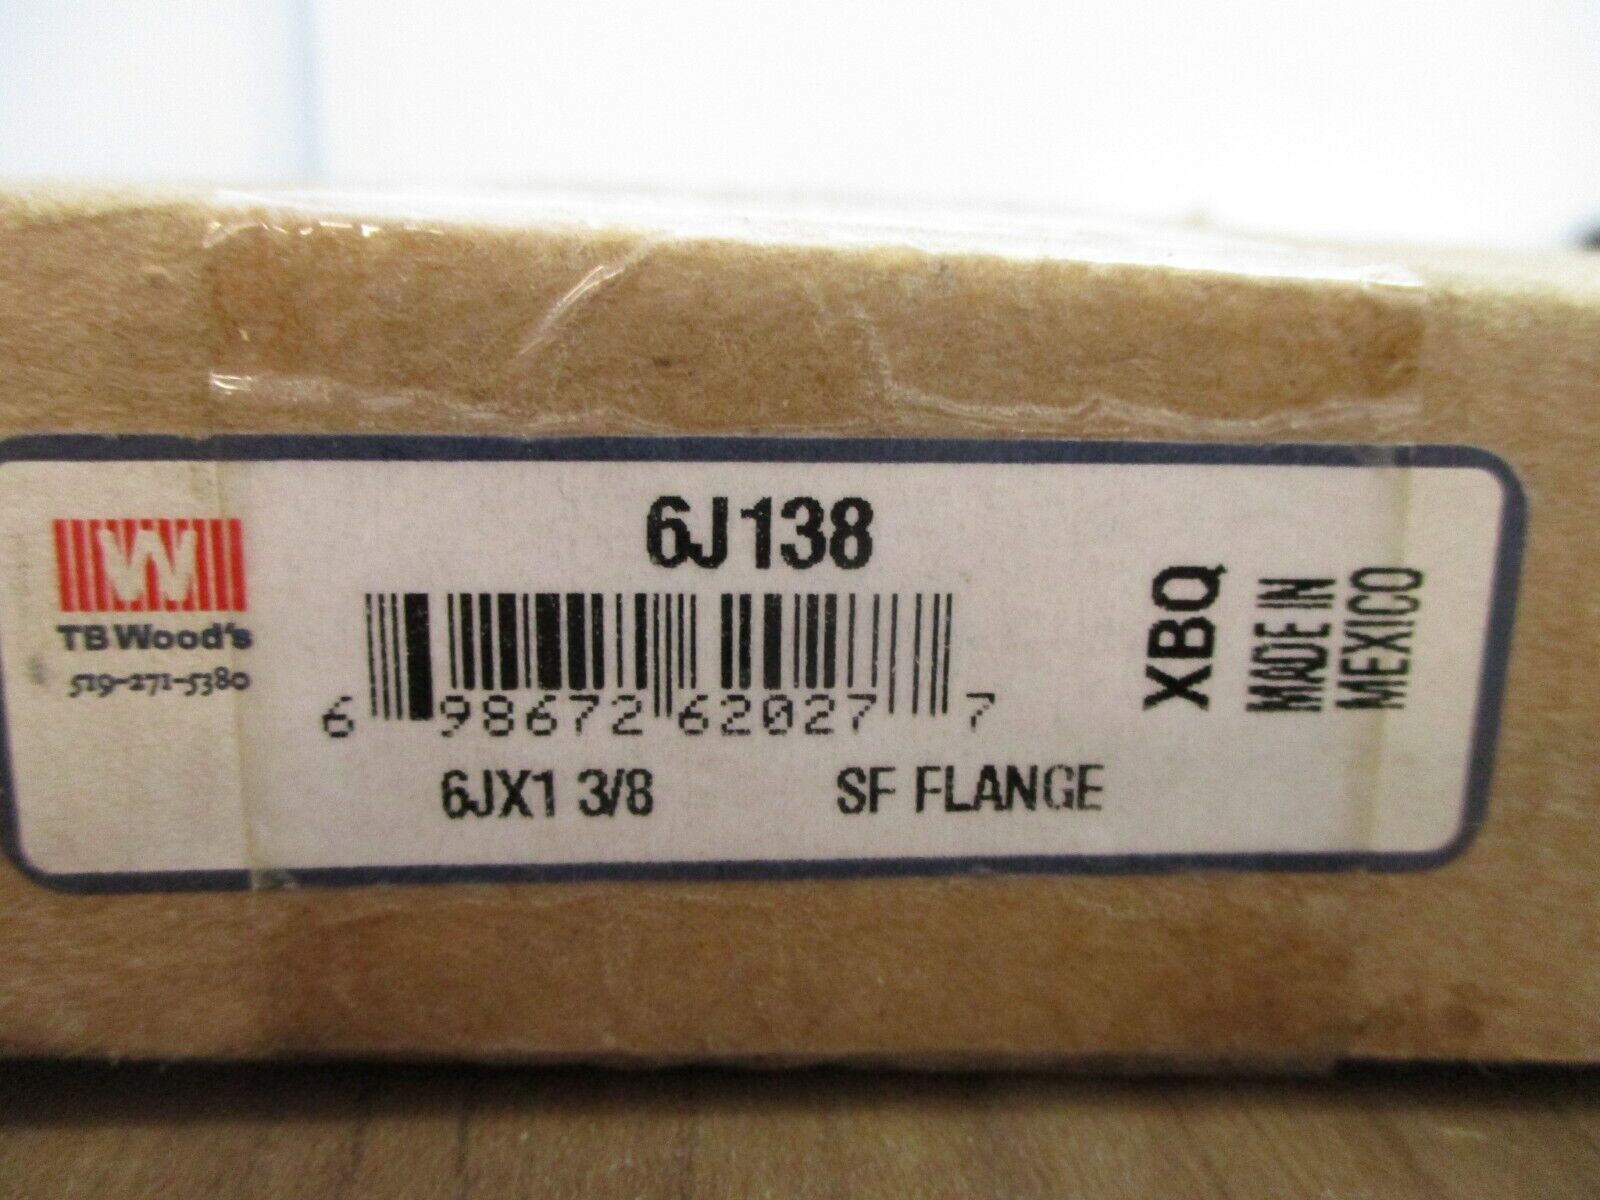 6J138
TB Wood's
519-271-5380
6 98672 62027 7
6JX1 3/8 SF FLANGE
XBQ
MADE IN
MEXICO